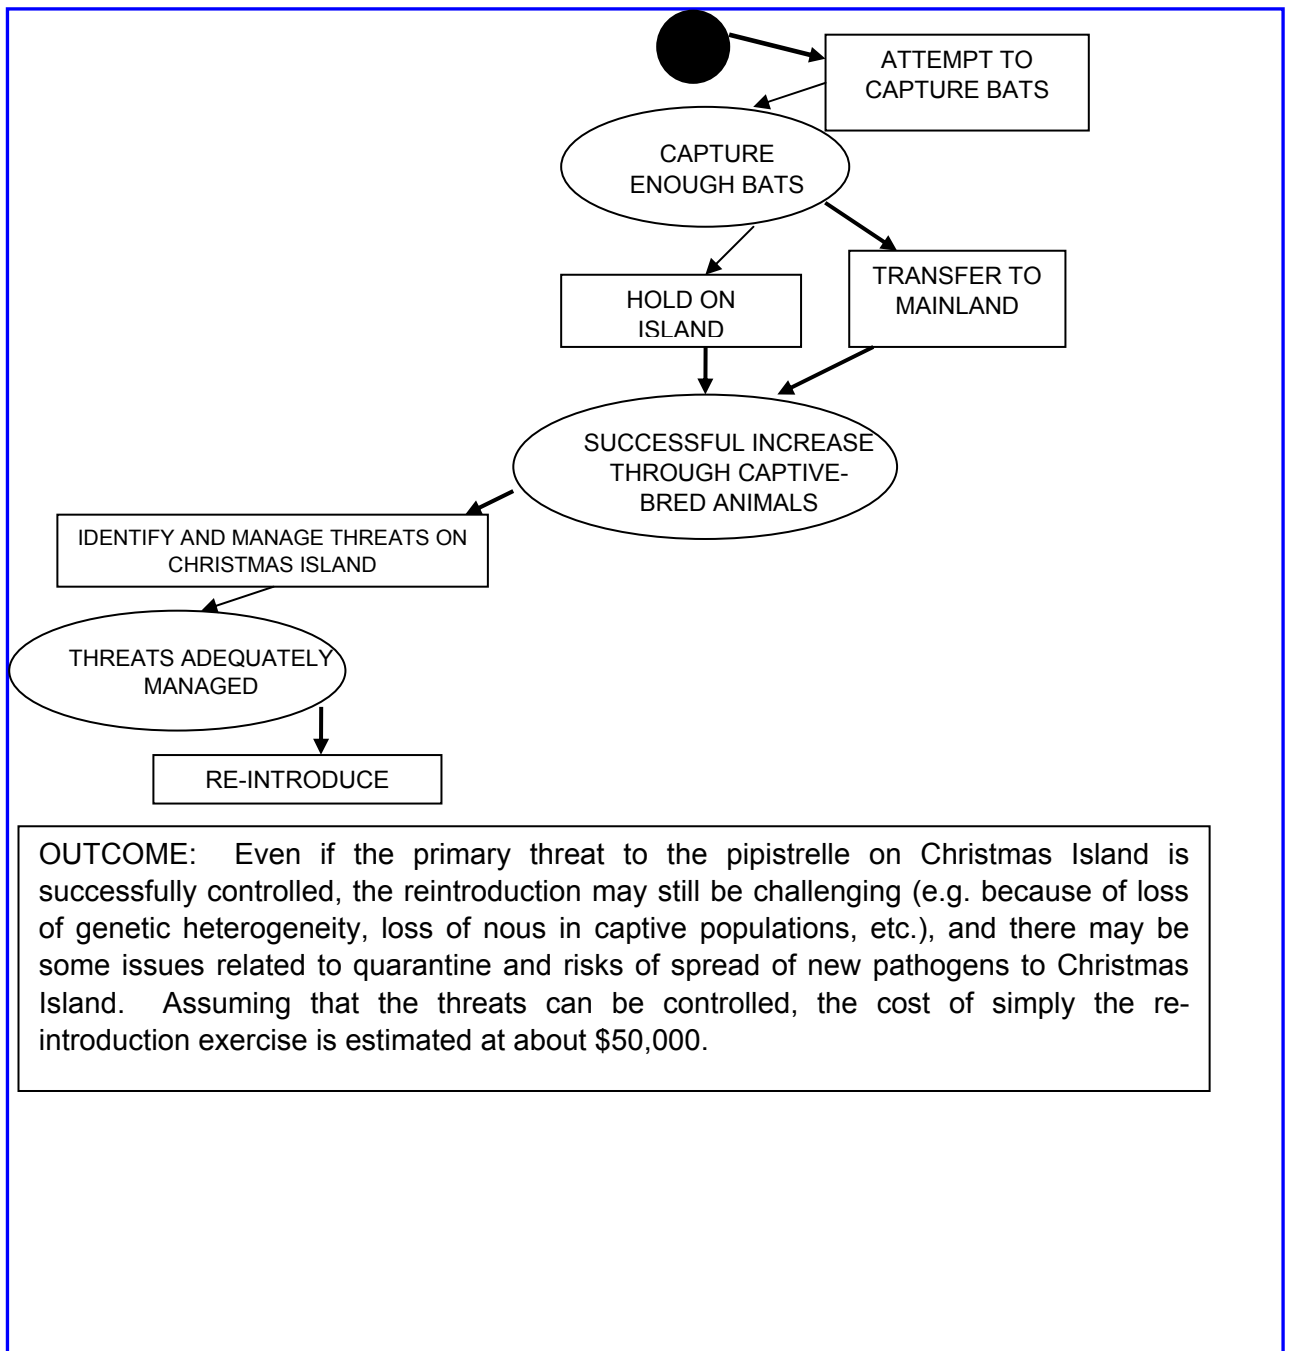 ATTEMPT TO
CAPTURE BATS
CAPTURE
ENOUGH BATS
TRANSFER TO
MAINLAND
HOLD ON
ISLAND
SUCCESSFUL INCREASE
THROUGH CAPTIVE-
BRED ANIMALS
IDENTIFY AND MANAGE THREATS ON
CHRISTMAS ISLAND
THREATS ADEQUATELY
MANAGED
RE-INTRODUCE
OUTCOME: Even if the primary threat to the pipistrelle on Christmas Island is
successfully controlled, the reintroduction may still be challenging (e.g. because of loss
of genetic heterogeneity, loss of nous in captive populations, etc.), and there may be
some issues related to quarantine and risks of spread of new pathogens to Christmas
Island. Assuming that the threats can be controlled, the cost of simply the re-
introduction exercise is estimated at about $50,000.